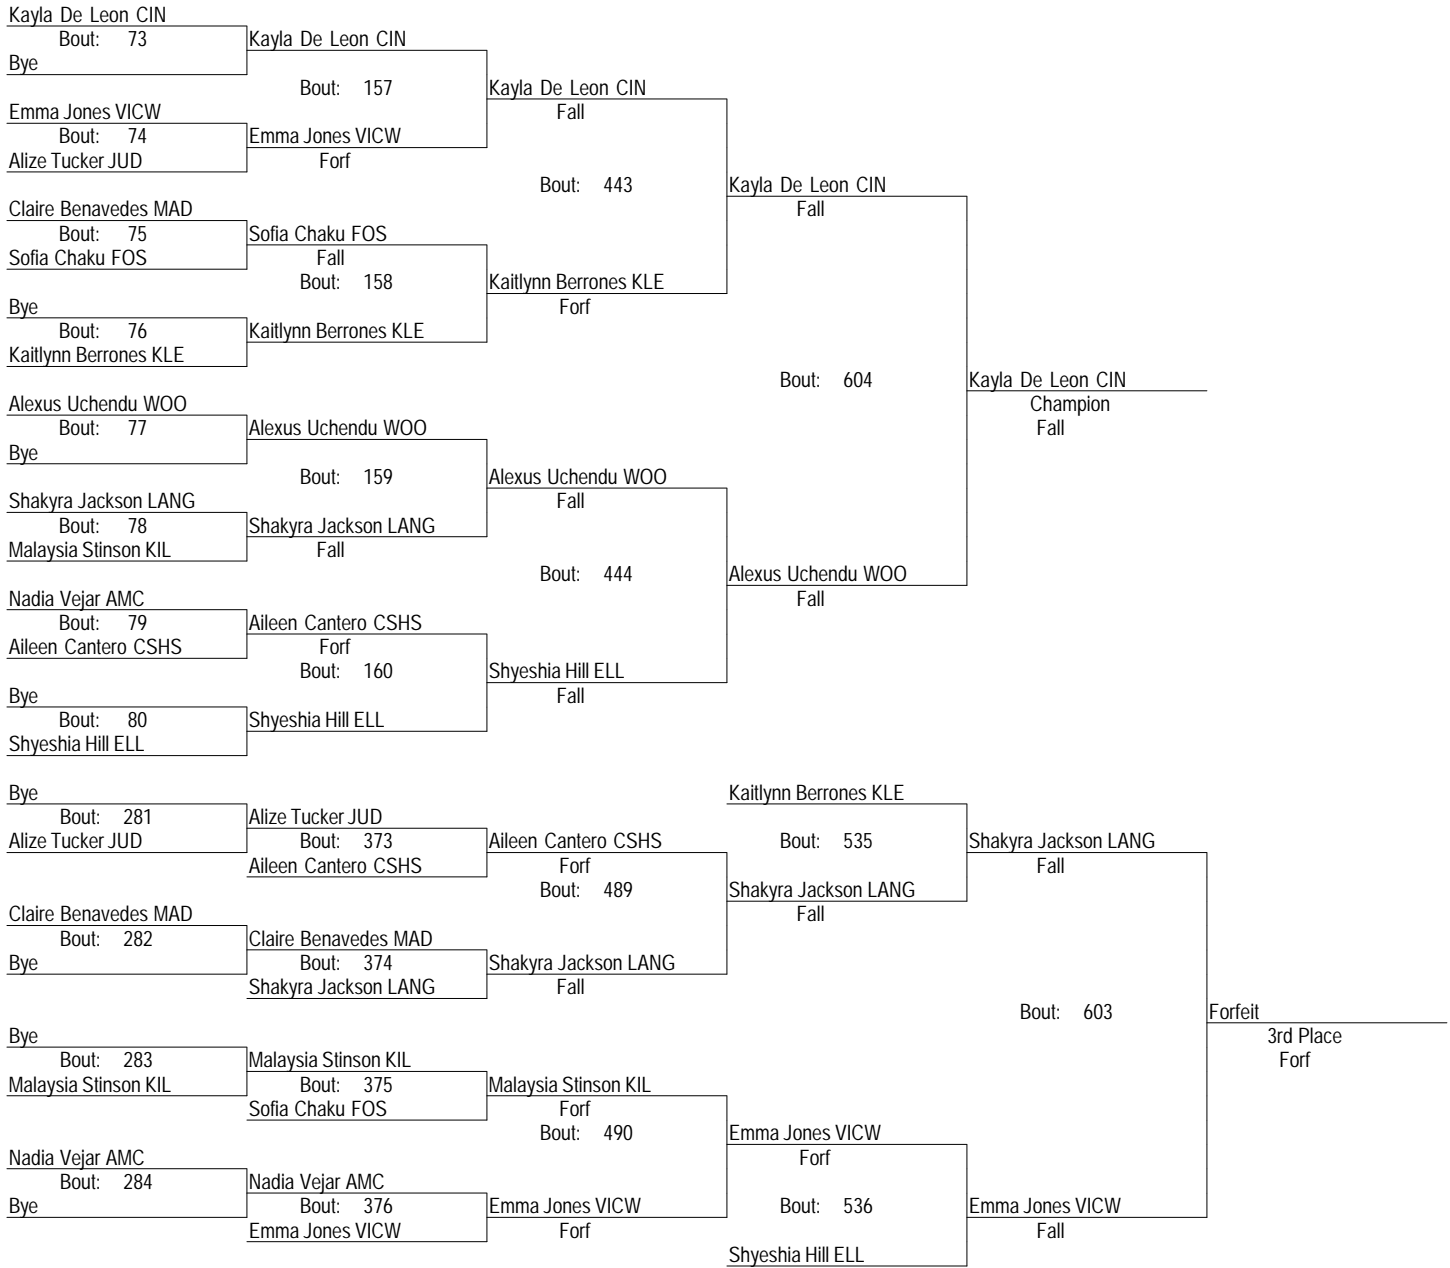 Kayla De Leon CIN
Bout: 73
Kayla De Leon CIN
Bye
Bout: 157
Kayla De Leon CIN
Emma Jones VICW
Fall
Bout: 74
Emma Jones VICW
Alize Tucker JUD
Forf
Bout: 443
Kayla De Leon CIN
Claire Benavedes MAD
Fall
Bout: 75
Sofia Chaku FOS
Sofia Chaku FOS
Fall
Bout: 158
Kaitlynn Berrones KLE
Bye
Forf
Bout: 76
Kaitlynn Berrones KLE
Kaitlynn Berrones KLE
Bout: 604
Kayla De Leon CIN
Alexus Uchendu WOO
Champion
Bout: 77
Alexus Uchendu WOO
Fall
Bye
Bout: 159
Alexus Uchendu WOO
Shakyra Jackson LANG
Fall
Bout: 78
Shakyra Jackson LANG
Malaysia Stinson KIL
Fall
Bout: 444
Alexus Uchendu WOO
Nadia Vejar AMC
Fall
Bout: 79
Aileen Cantero CSHS
Aileen Cantero CSHS
Forf
Bout: 160
Shyeshia Hill ELL
Bye
Fall
Bout: 80
Shyeshia Hill ELL
Shyeshia Hill ELL
Bye
Kaitlynn Berrones KLE
Bout: 281
Alize Tucker JUD
Alize Tucker JUD
Bout: 373
Aileen Cantero CSHS
Bout: 535
Shakyra Jackson LANG
Aileen Cantero CSHS
Forf
Fall
Bout: 489
Shakyra Jackson LANG
Claire Benavedes MAD
Fall
Bout: 282
Claire Benavedes MAD
Bye
Bout: 374
Shakyra Jackson LANG
Shakyra Jackson LANG
Fall
Bout: 603
Forfeit
Bye
3rd Place
Bout: 283
Malaysia Stinson KIL
Forf
Malaysia Stinson KIL
Bout: 375
Malaysia Stinson KIL
Sofia Chaku FOS
Forf
Bout: 490
Emma Jones VICW
Nadia Vejar AMC
Forf
Bout: 284
Nadia Vejar AMC
Bye
Bout: 376
Emma Jones VICW
Bout: 536
Emma Jones VICW
Emma Jones VICW
Forf
Fall
Shyeshia Hill ELL